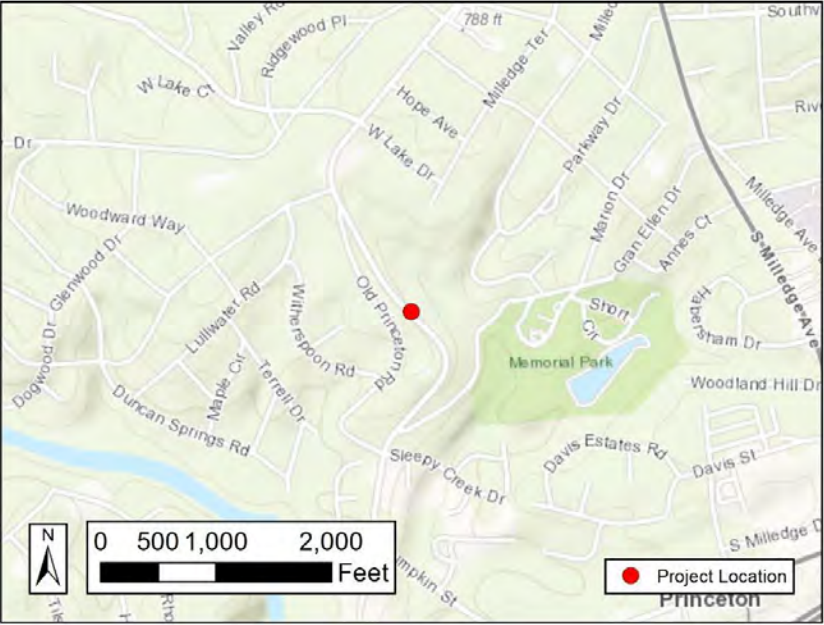 Valley Rd
Ridgewood Pl
788 ft
Milledge Ter
Mille
Southw
W Lake Ct
Hope Ave
Parkway Dr
Riv
Dr
W Lake Dr
Woodward Way
Marion Dr
Gran Ellen Dr
Annes Ct
Milledge Ave
S Milledge Ave
Glenwood Dr
Lullwater Rd
Witherspoon Rd
Old Princeton Rd
Short
Cir
Habersham Dr
Dogwood Dr
Maple Cir
Terrell Dr
Memorial Park
Woodland Hill Dr
Duncan Springs Rd
Sleepy Creek Dr
Davis Estates Rd
Davis St
S Milledge D
N
0 500 1,000 2,000
Feet
umpkin St
Project Location
Princeton